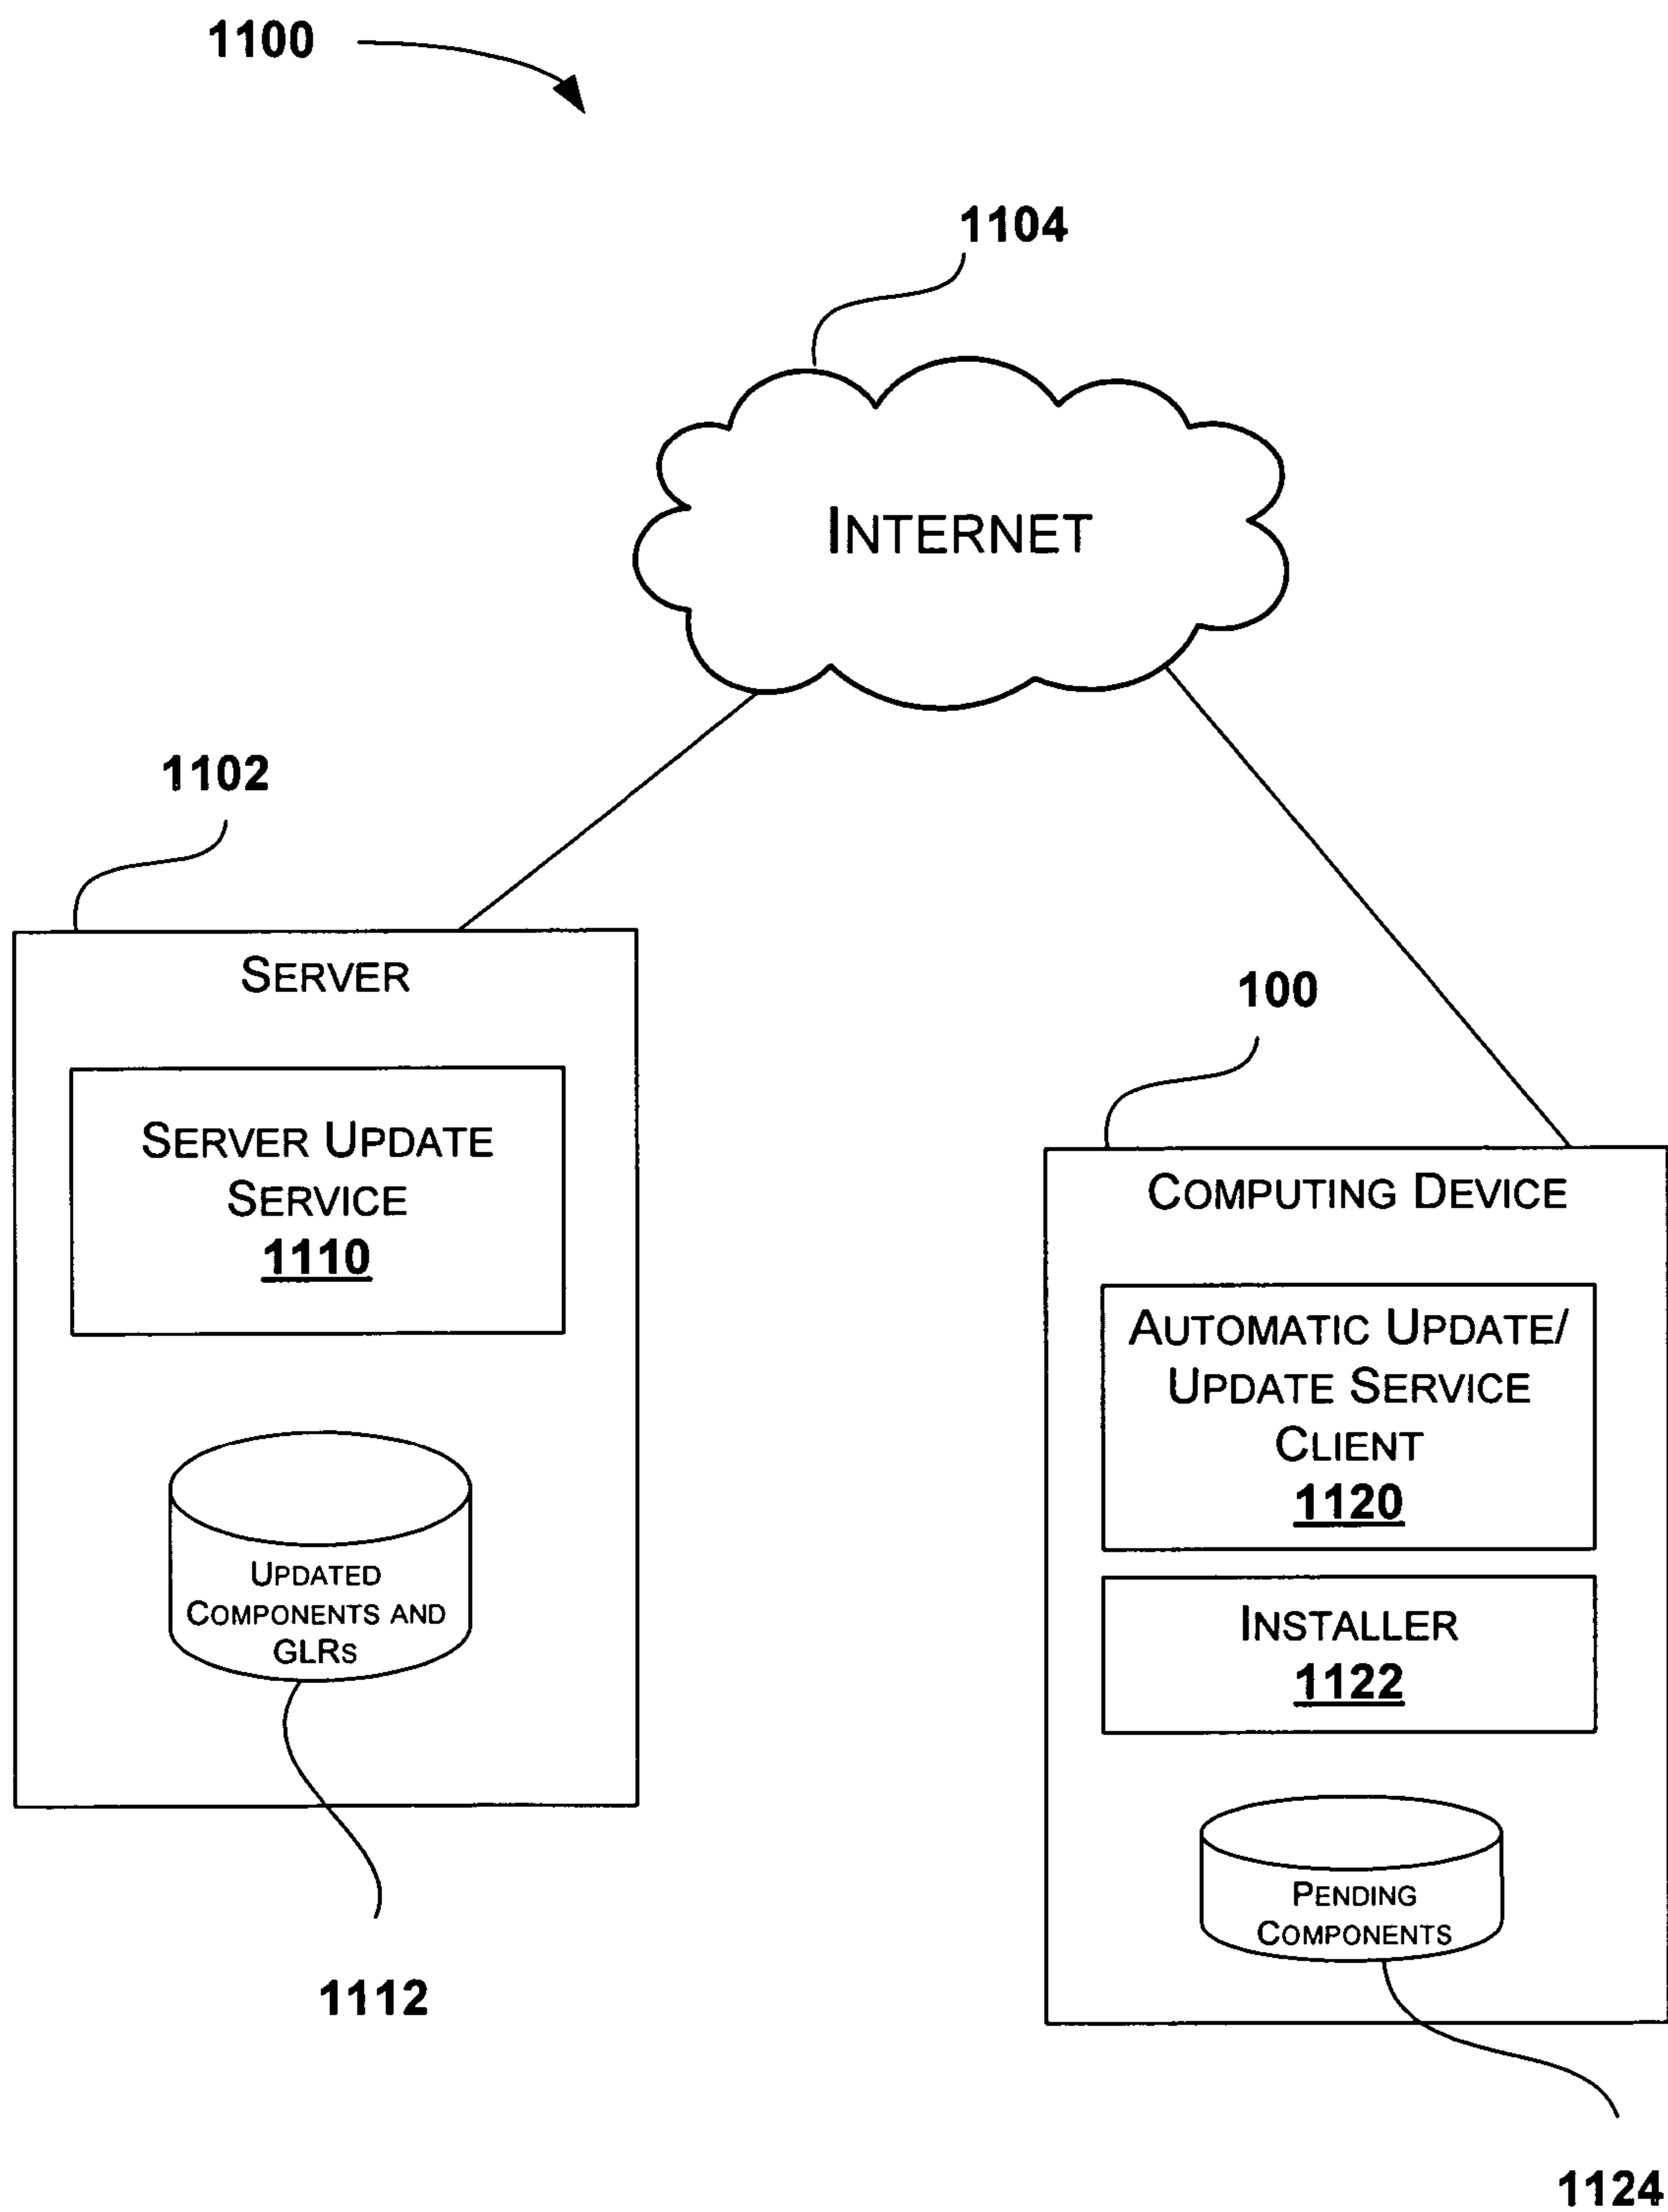 1100
1104
INTERNET
1102
SERVER
SERVER UPDATE
SERVICE
1110
UPDATED
COMPONENTS AND
GLRS
1112
100
COMPUTING DEVICE
AUTOMATIC UPDATE/
UPDATE SERVICE
CLIENT
1120
INSTALLER
1122
PENDING
COMPONENTS
1124